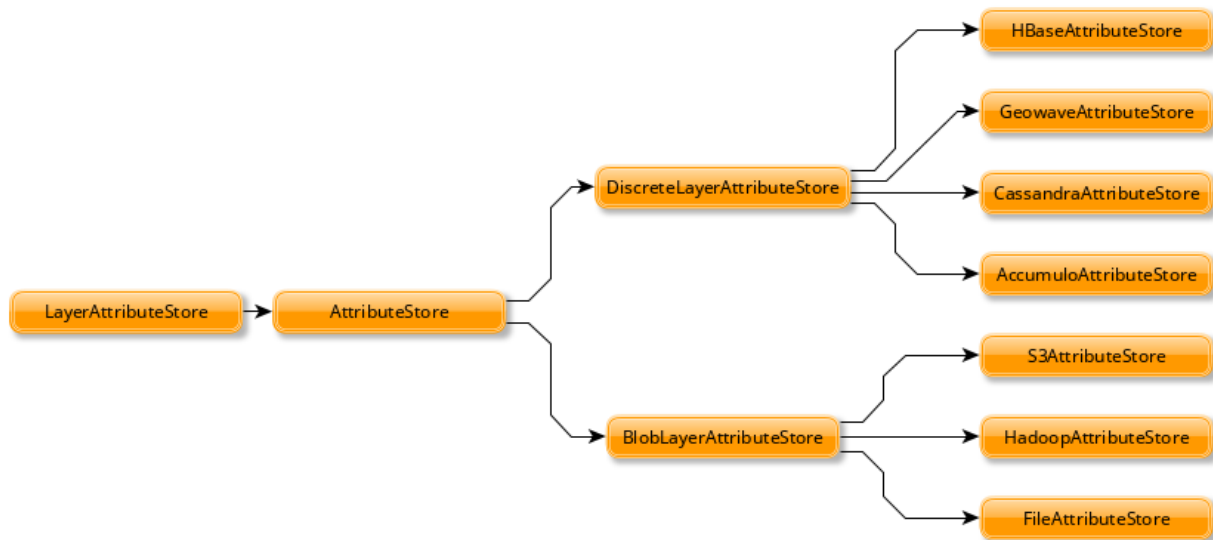 HBaseAttributeStore
GeowaveAttributeStore
DiscreteLayerAttributeStore
CassandraAttributeStore
AccumuloAttributeStore
LayerAttributeStore
AttributeStore
S3AttributeStore
BlobLayerAttributeStore
HadoopAttributeStore
FileAttributeStore